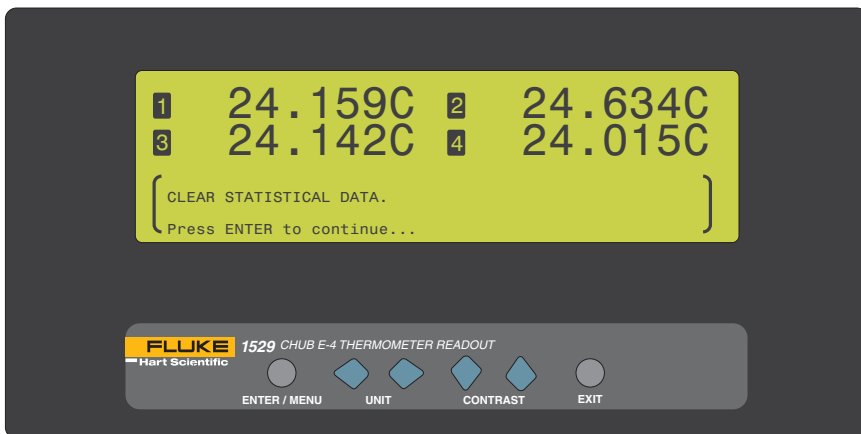 1 24.159C 2 24.634C
3 24.142C 4 24.015C
CLEAR STATISTICAL DATA.
Press ENTER to continue...
FLUKE 1529 CHUB E-4 THERMOMETER READOUT
Hart Scientific
ENTER / MENU UNIT CONTRAST EXIT